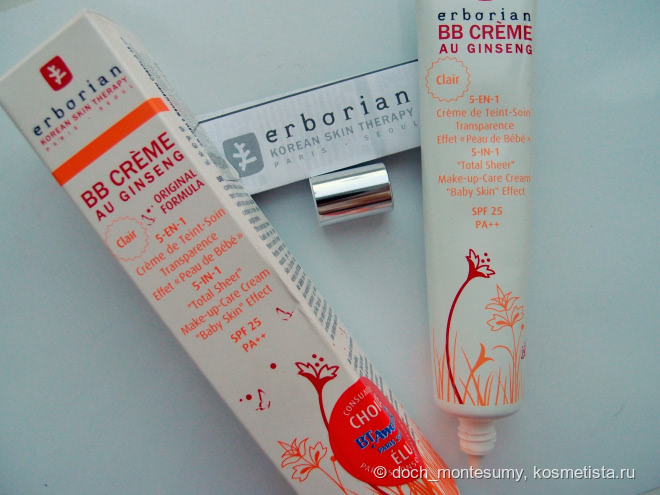 erborian
KOREAN SKIN THERAPY
PARIS - SEOUL
BB CRÈME
AU GINSENG
ORIGINAL
FORMULA
Clair
5-EN-1
Crème de Teint-Soin
Transparence
Effet « Peau de Bébé »
5-IN-1
"Total Sheer"
Make-up-Care Cream
"Baby Skin" Effect
SPF 25
PA++
erborian
KOREAN SKIN THERAPY
PARIS - SEOUL
erborian
BB CRÈME
AU GINSENG
Clair
5-EN-1
Crème de Teint-Soin
Transparence
Effet « Peau de Bébé »
5-IN-1
"Total Sheer"
Make-up-Care Cream
"Baby Skin" Effect
SPF 25
PA++
© doch_montesumy, kosmetista.ru